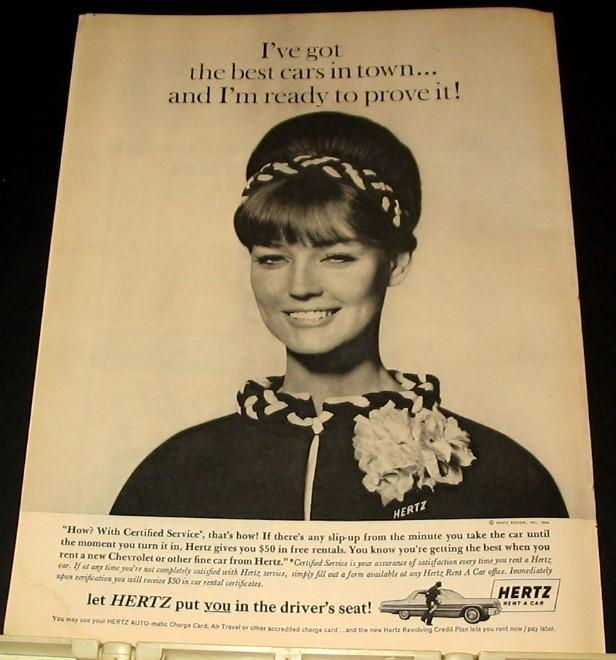 I've got
the best cars in town...
and I'm ready to prove it!
HERTZ
© HERTZ SYSTEM, INC.,
"How? With Certified Service*, that's how! If there's any slip-up from the minute you take the car until
the moment you turn it in, Hertz gives you $50 in free rentals. You know you're getting the best when you
rent a new Chevrolet or other fine car from Hertz." *Certified Service is your assurance of satisfaction every time you rent a Hertz
car. If at any time you're not completely satisfied with Hertz service, simply fill out a form available at any Hertz Rent A Car office. Immediately
upon verification you will receive $50 in car rental certificates.
let HERTZ put you in the driver's seat!
HERTZ
RENT A CAR
You may use your HERTZ AUTO-matic Charge Card, Air Travel or other accredited charge card...and the new Hertz Revolving Credit Plan lets you rent now / pay later.